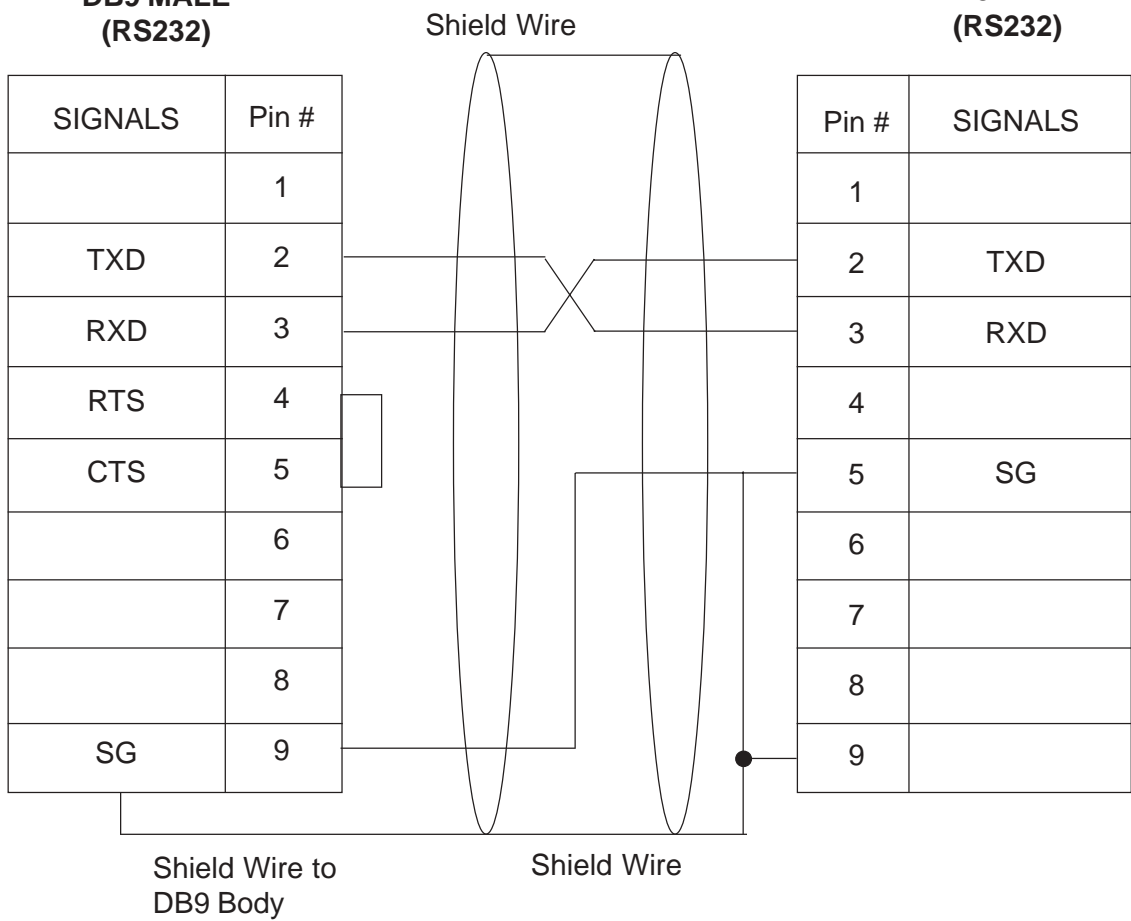 DB9 MALE
(RS232)
Shield Wire
(RS232)
SIGNALS Pin #
1
TXD 2
RXD 3
RTS 4
CTS 5
6
7
8
SG 9
Pin # SIGNALS
1
2 TXD
3 RXD
4
5 SG
6
7
8
9
Shield Wire to
DB9 Body
Shield Wire